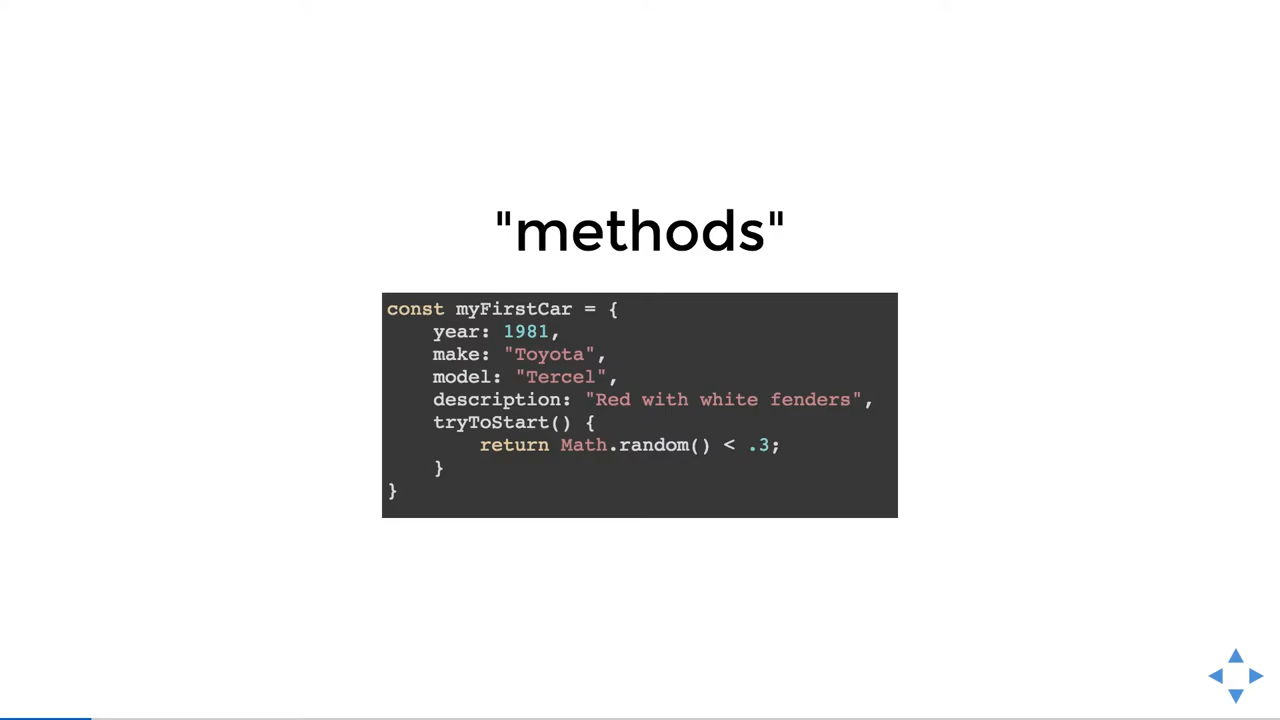 "methods"
const myFirstCar = {
    year: 1981,
    make: "Toyota",
    model: "Tercel",
    description: "Red with white fenders",
    tryToStart() {
        return Math.random() < .3;
    }
}